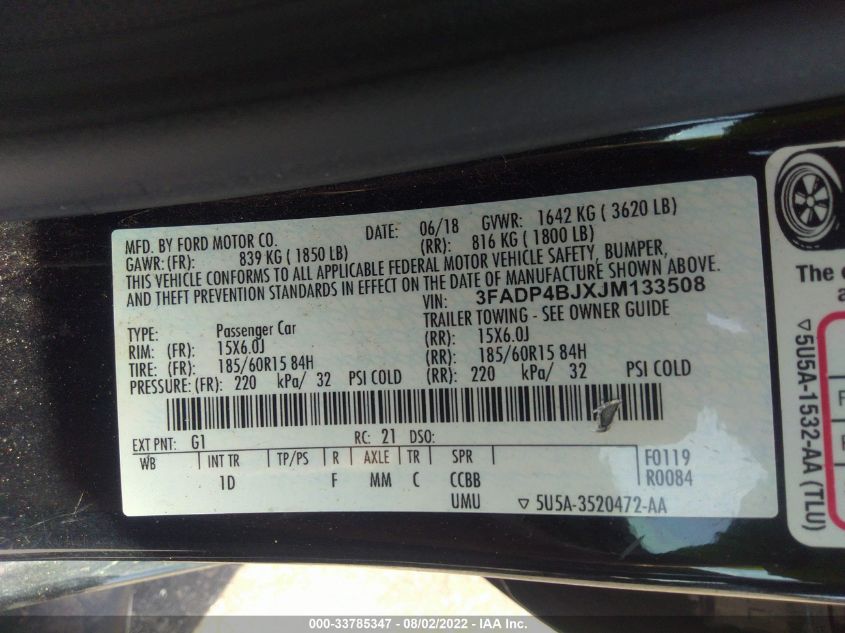 MFD. BY FORD MOTOR CO. DATE: 06/18 GVWR: 1642 KG ( 3620 LB)
GAWR: (FR): 839 KG ( 1850 LB) (RR): 816 KG ( 1800 LB)
THIS VEHICLE CONFORMS TO ALL APPLICABLE FEDERAL MOTOR VEHICLE SAFETY, BUMPER,
AND THEFT PREVENTION STANDARDS IN EFFECT ON THE DATE OF MANUFACTURE SHOWN ABOVE.
VIN: 3FADP4BJXJM133508
TYPE: Passenger Car TRAILER TOWING - SEE OWNER GUIDE
RIM: (FR): 15X6.0J (RR): 15X6.0J
TIRE: (FR): 185/60R15 84H (RR): 185/60R15 84H
PRESSURE: (FR): 220 kPa/ 32 PSI COLD (RR): 220 kPa/ 32 PSI COLD
EXT PNT: G1 RC: 21 DSO:
WB INT TR TP/PS R AXLE TR SPR F0119
1D F MM C CCBB R0084
UMU ▽ 5U5A-3520472-AA
The
▽ 5U5A-1532-AA (TLU)
000-33785347 - 08/02/2022 - IAA Inc.